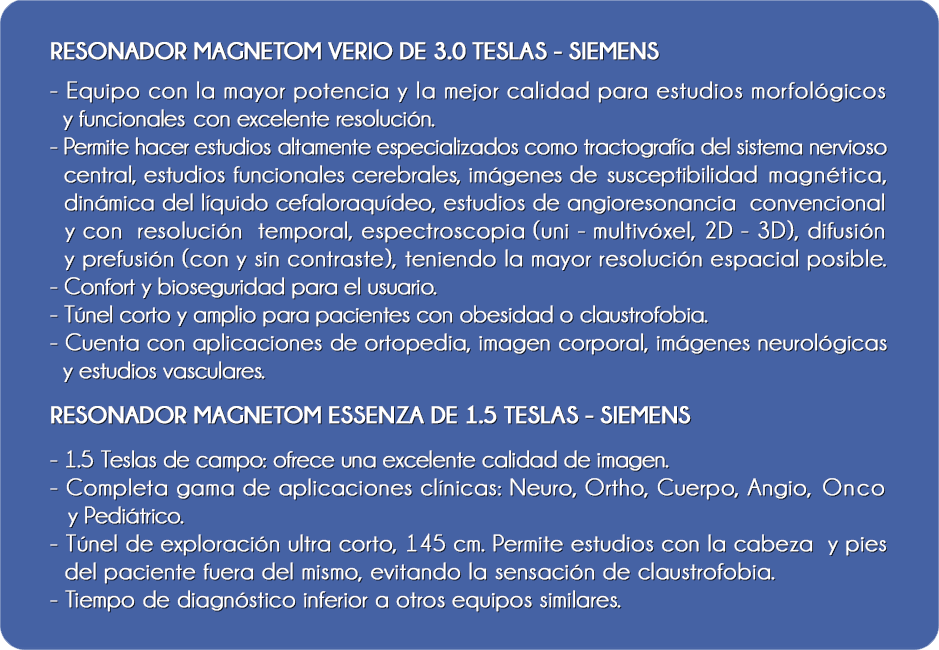 RESONADOR MAGNETOM VERIO DE 3.0 TESLAS - SIEMENS
- Equipo con la mayor potencia y la mejor calidad para estudios morfológicos
y funcionales con excelente resolución.
- Permite hacer estudios altamente especializados como tractografía del sistema nervioso
central, estudios funcionales cerebrales, imágenes de susceptibilidad magnética,
dinámica del líquido cefaloraquídeo, estudios de angioresonancia convencional
y con resolución temporal, espectroscopia (uni - multivóxel, 2D - 3D), difusión
y prefusión (con y sin contraste), teniendo la mayor resolución espacial posible.
- Confort y bioseguridad para el usuario.
- Túnel corto y amplio para pacientes con obesidad o claustrofobia.
- Cuenta con aplicaciones de ortopedia, imagen corporal, imágenes neurológicas
y estudios vasculares.
RESONADOR MAGNETOM ESSENZA DE 1.5 TESLAS - SIEMENS
- 1.5 Teslas de campo: ofrece una excelente calidad de imagen.
- Completa gama de aplicaciones clínicas: Neuro, Ortho, Cuerpo, Angio, Onco
y Pediátrico.
- Túnel de exploración ultra corto, 145 cm. Permite estudios con la cabeza y pies
del paciente fuera del mismo, evitando la sensación de claustrofobia.
- Tiempo de diagnóstico inferior a otros equipos similares.